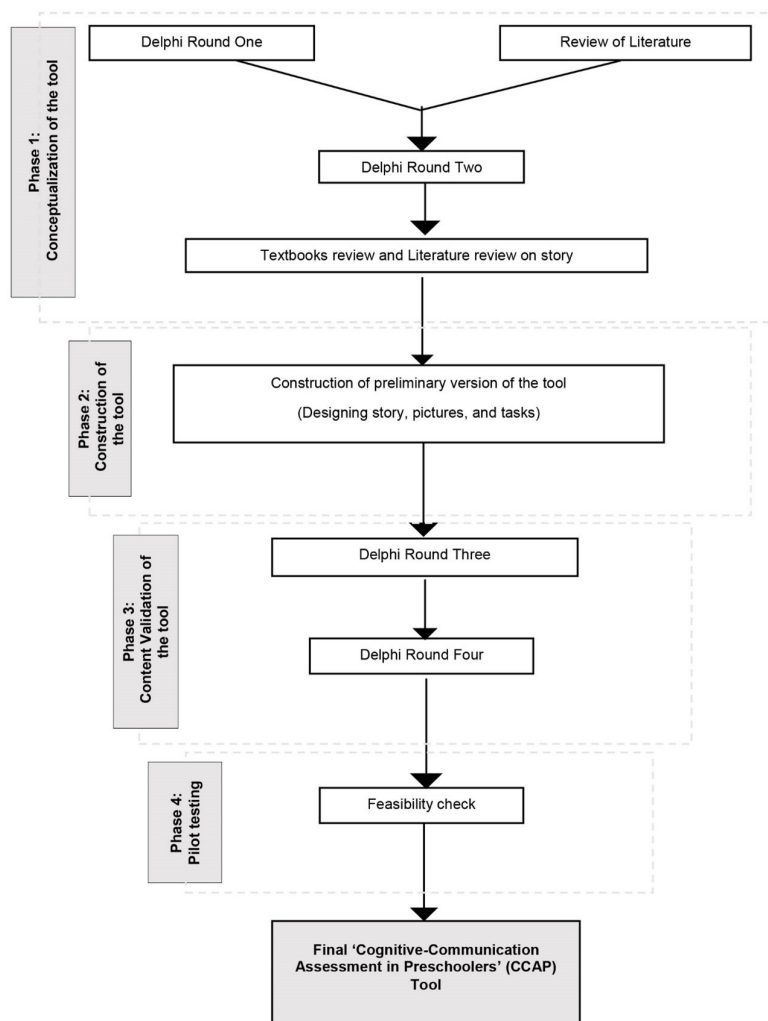 Delphi Round One
Review of Literature
Phase 1:
Conceptualization of the tool
Delphi Round Two
Textbooks review and Literature review on story
Phase 2:
Construction of
the tool
Construction of preliminary version of the tool
(Designing story, pictures, and tasks)
Phase 3:
Content Validation of
the tool
Delphi Round Three
Delphi Round Four
Phase 4:
Pilot testing
Feasibility check
Final ‘Cognitive-Communication
Assessment in Preschoolers’ (CCAP)
Tool